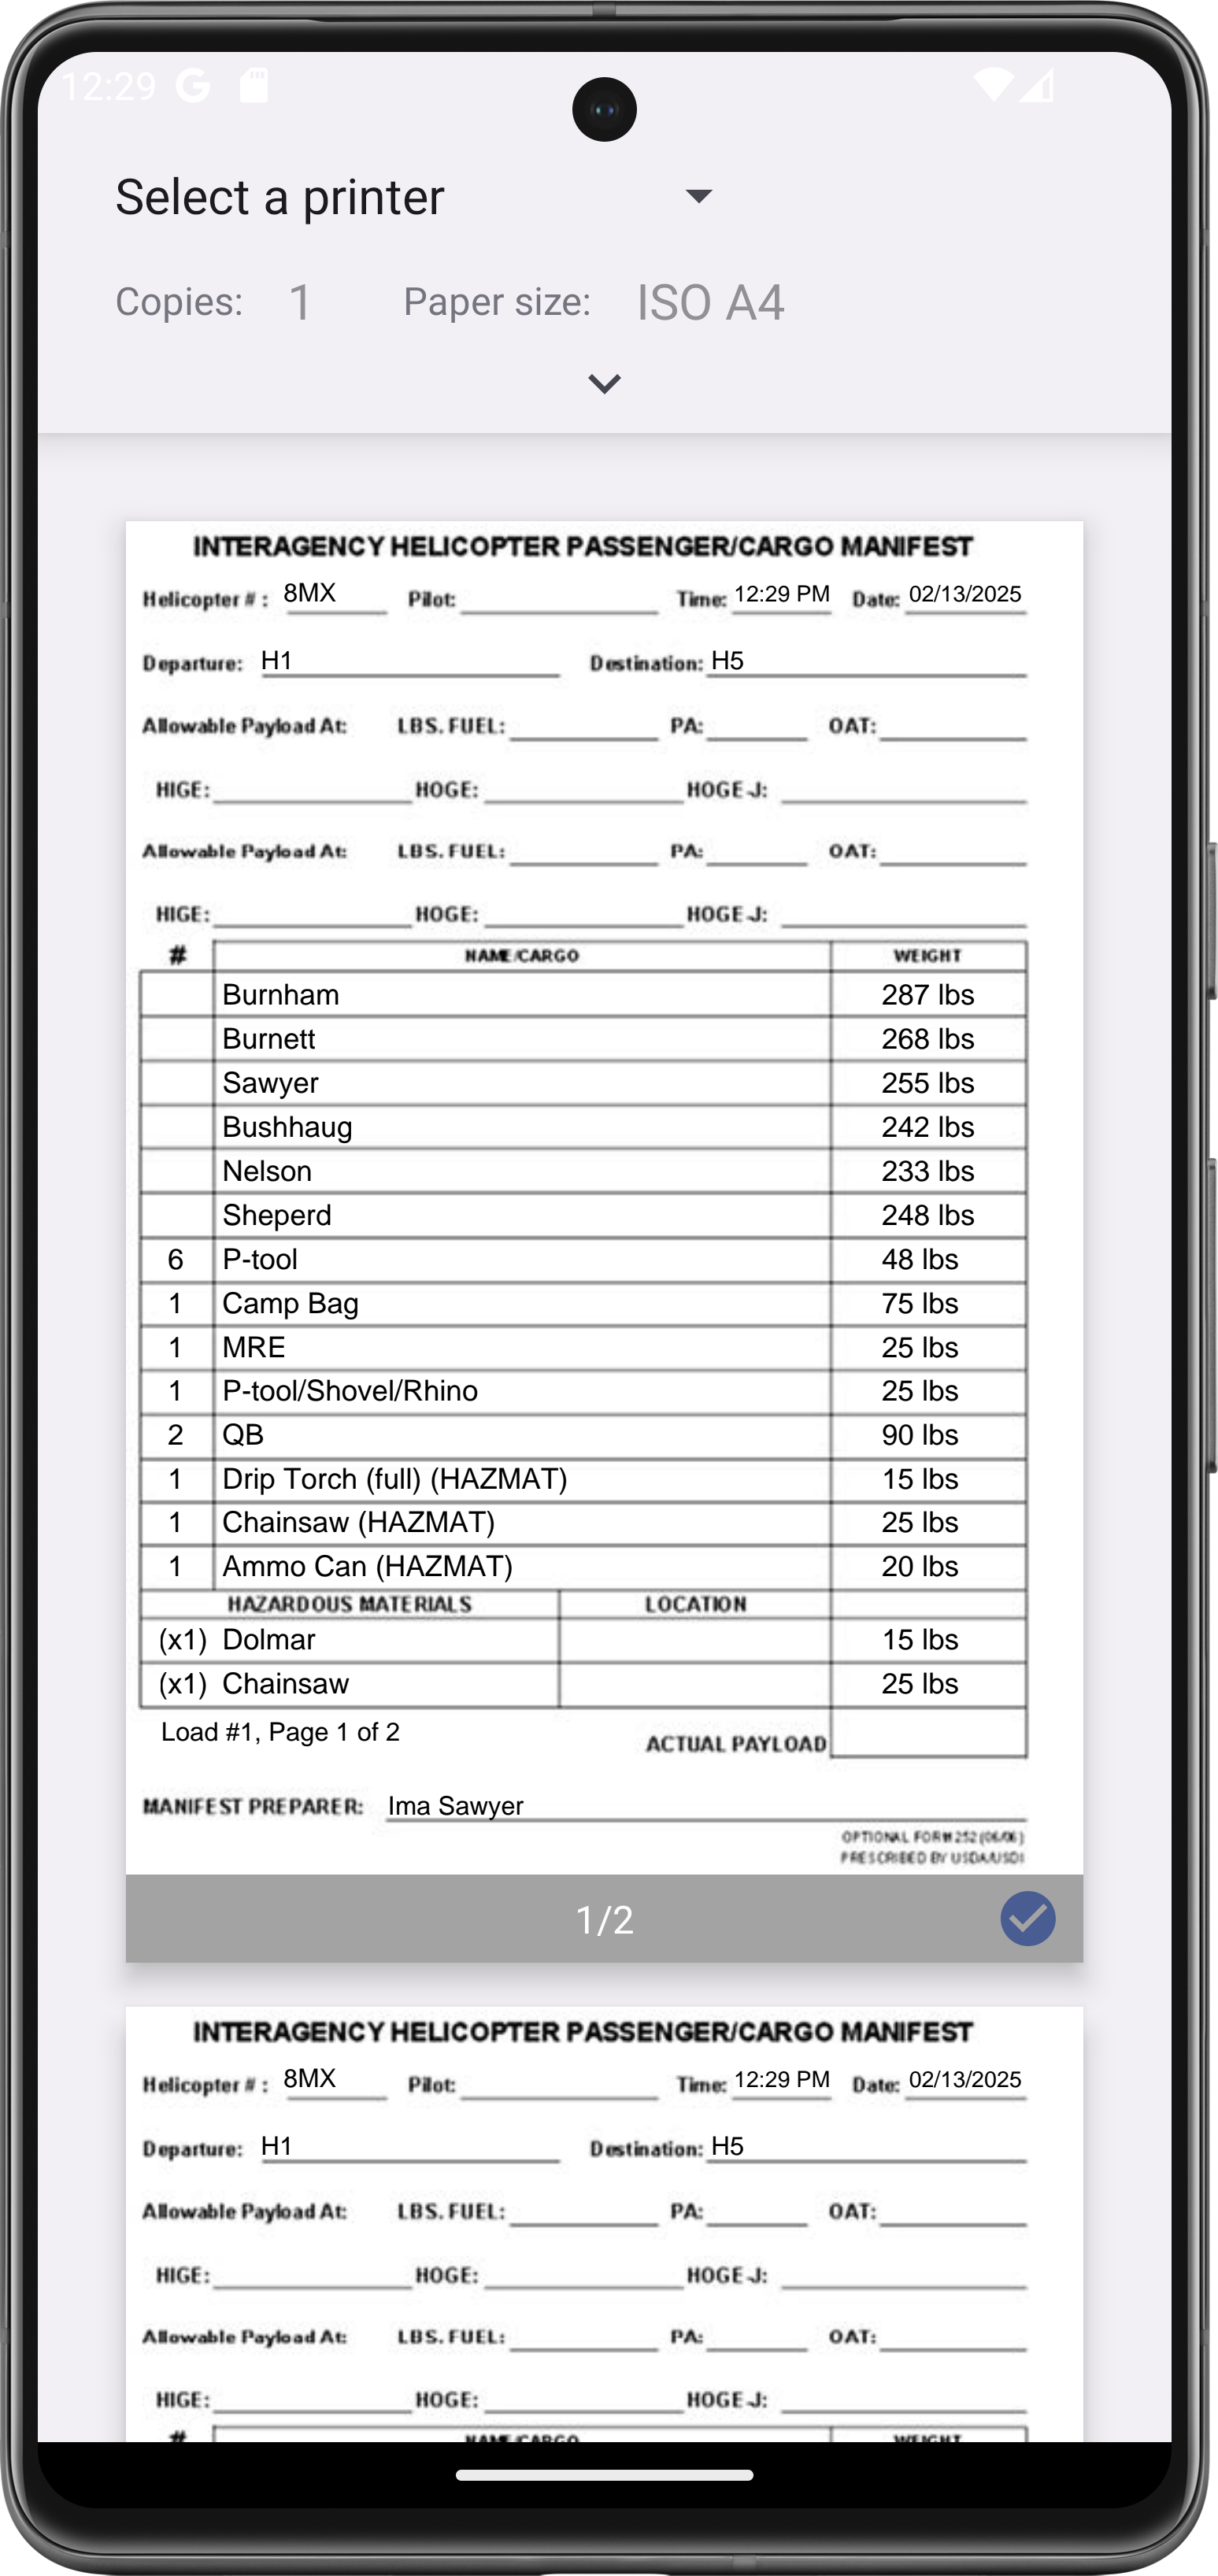 12:29
Select a printer
Copies: 1 Paper size: ISO A4
INTERAGENCY HELICOPTER PASSENGER/CARGO MANIFEST
Helicopter #: 8MX Pilot: Time: 12:29 PM Date: 02/13/2025
Departure: H1 Destination: H5
Allowable Payload At: LBS. FUEL: PA: OAT:
HIGE: HOGE: HOGE-J:
Allowable Payload At: LBS. FUEL: PA: OAT:
HIGE: HOGE: HOGE-J:
# NAME/CARGO WEIGHT
Burnham 287 lbs
Burnett 268 lbs
Sawyer 255 lbs
Bushhaug 242 lbs
Nelson 233 lbs
Sheperd 248 lbs
6 P-tool 48 lbs
1 Camp Bag 75 lbs
1 MRE 25 lbs
1 P-tool/Shovel/Rhino 25 lbs
2 QB 90 lbs
1 Drip Torch (full) (HAZMAT) 15 lbs
1 Chainsaw (HAZMAT) 25 lbs
1 Ammo Can (HAZMAT) 20 lbs
HAZARDOUS MATERIALS LOCATION
(x1) Dolmar 15 lbs
(x1) Chainsaw 25 lbs
Load #1, Page 1 of 2
ACTUAL PAYLOAD
MANIFEST PREPARER: Ima Sawyer
OPTIONAL FORM 252 (06/06)
PRESCRIBED BY USDA/USDI
1/2
INTERAGENCY HELICOPTER PASSENGER/CARGO MANIFEST
Helicopter #: 8MX Pilot: Time: 12:29 PM Date: 02/13/2025
Departure: H1 Destination: H5
Allowable Payload At: LBS. FUEL: PA: OAT:
HIGE: HOGE: HOGE-J:
Allowable Payload At: LBS. FUEL: PA: OAT:
HIGE: HOGE: HOGE-J:
# NAME/CARGO WEIGHT